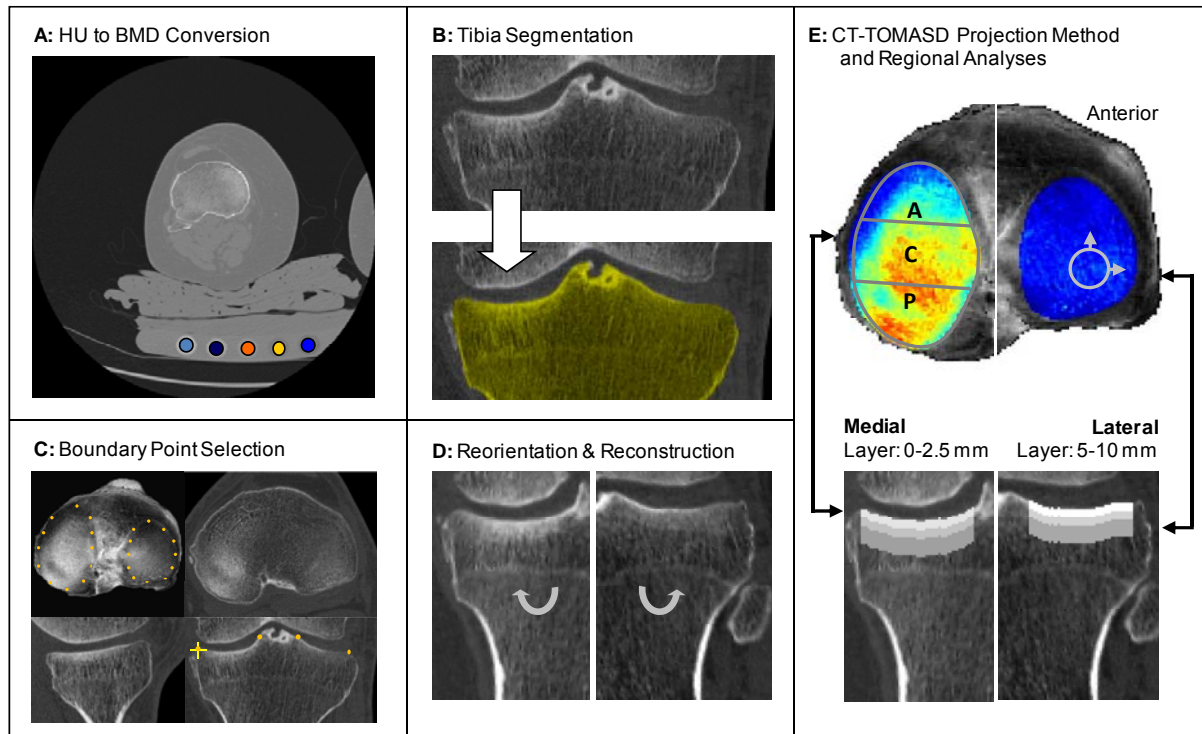 A: HU to BMD Conversion
B: Tibia Segmentation
E: CT-TOMASD Projection Method
and Regional Analyses
Anterior
A
C
P
Medial
Layer: 0-2.5 mm
Lateral
Layer: 5-10 mm
C: Boundary Point Selection
D: Reorientation & Reconstruction